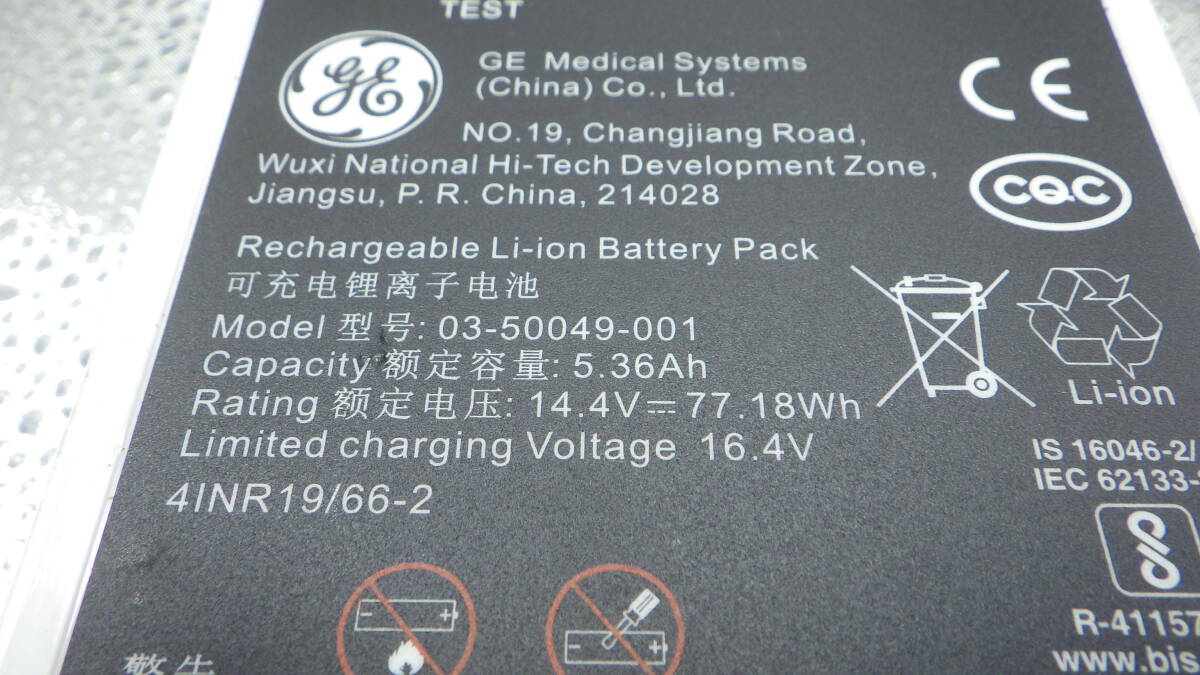 TEST
GE
GE Medical Systems
(China) Co., Ltd.
NO.19, Changjiang Road,
Wuxi National Hi-Tech Development Zone,
Jiangsu, P. R. China, 214028
CE
CQC
Rechargeable Li-ion Battery Pack
可充电锂离子电池
Model 型号: 03-50049-001
Capacity 额定容量: 5.36Ah
Rating 额定电压: 14.4V⎓77.18Wh
Limited charging Voltage 16.4V
4INR19/66-2
Li-ion
IS 16046-2/
IEC 62133-
R-41157
www.bis